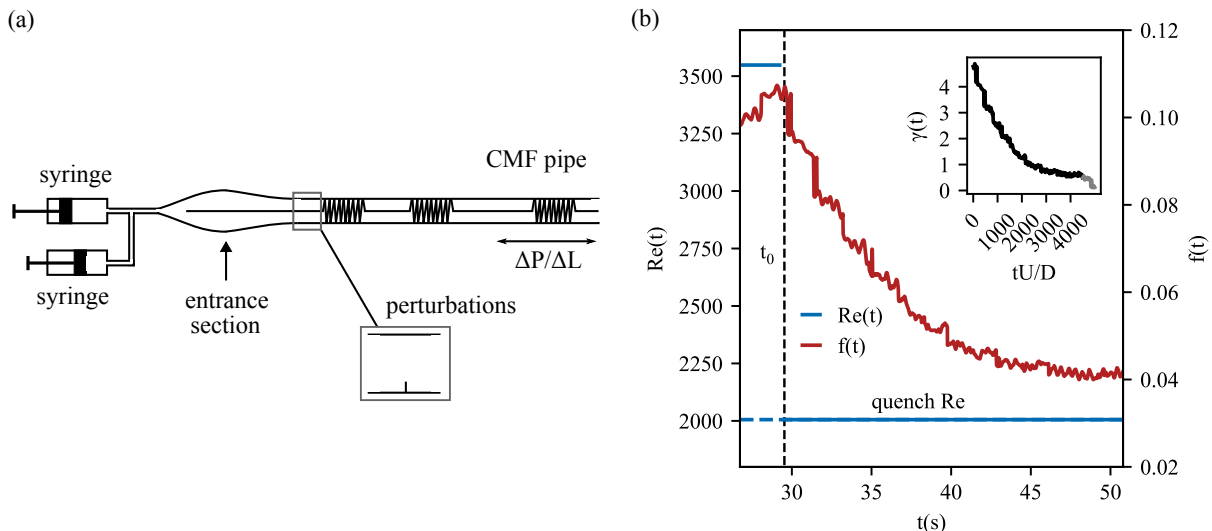 (a)
syringe
syringe
entrance
section
CMF pipe
ΔP/ΔL
perturbations
(b)
Re(t)
3500
3250
3000
2750
2500
2250
2000
30
35
40
45
50
t(s)
0.12
0.10
0.08
0.06
0.04
0.02
f(t)
t0
Re(t)
f(t)
quench Re
γ(t)
4
3
2
1
0
0
1000
2000
3000
4000
tU/D